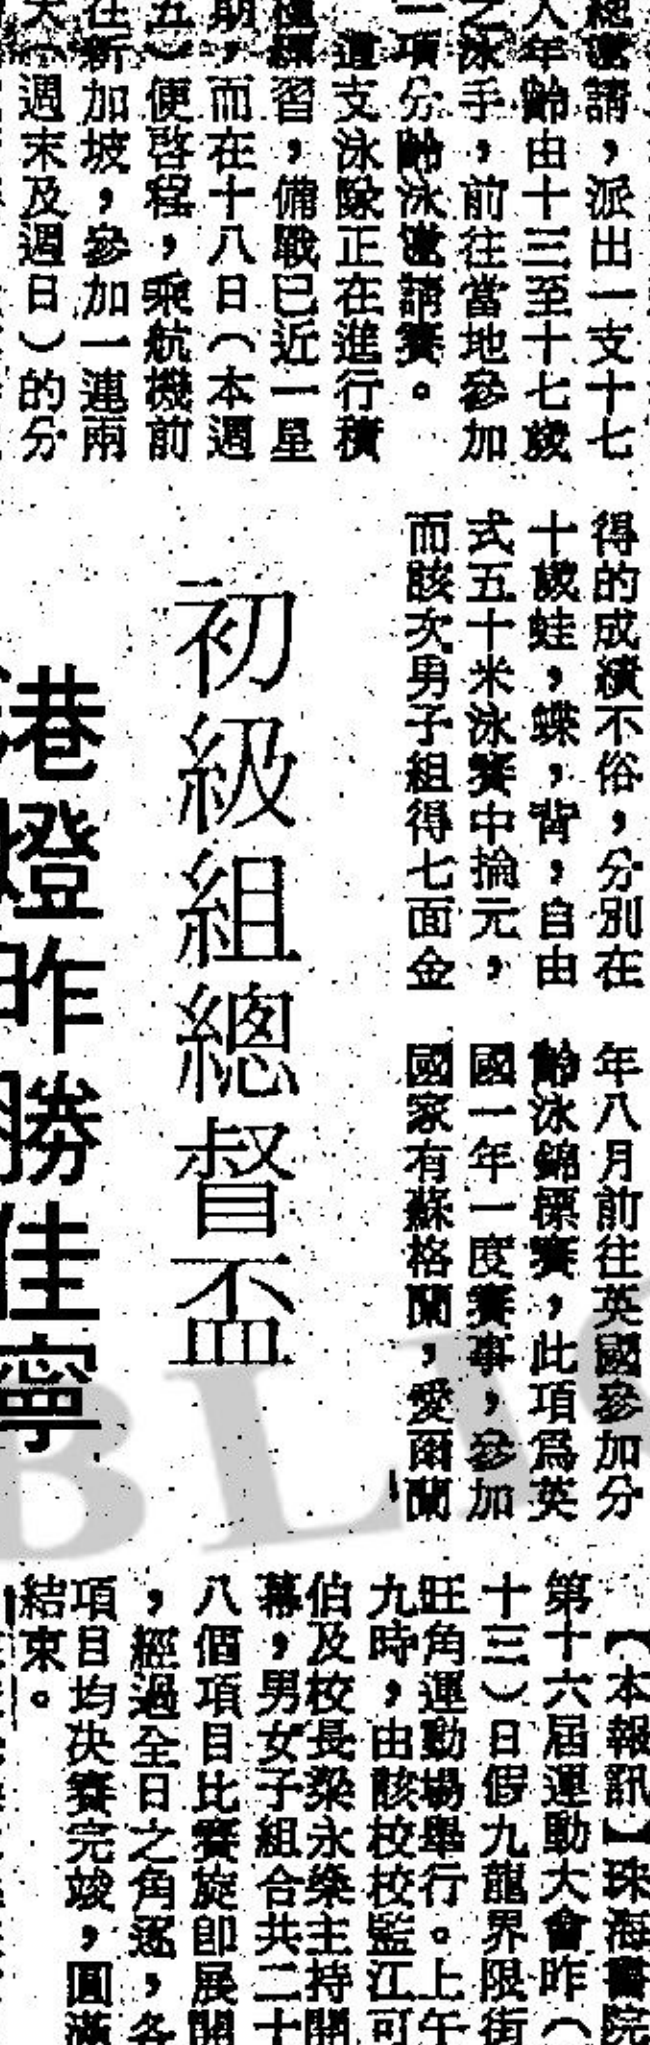 總邀請，派出一支十七
人年齡由十三至十七歲
之泳手，前往當地參加
一項分齡泳邀請賽。
這支泳隊正在進行積
極操習，備戰已近一星
期，而在十八日（本週
五）便啓程，乘航機前
往新加坡，參加一連兩
天（週末及週日）的分
得的成績不俗，分別在
十歲蛙，蝶，背，自由
式五十米泳賽中掄元，
而該次男子組得七面金
年八月前往英國參加分
齡泳錦標賽，此項爲英
國一年一度賽事，參加
國家有蘇格蘭，愛爾蘭
初級組總督盃
港燈昨勝佳寧
【本報訊】珠海書院
第十六屆運動大會昨（
十三）日假九龍界限街
旺角運動場舉行。上午
九時，由該校校監江可
伯及校長梁永燊主持開
幕，男女子組合共二十
八個項目比賽旋即展開
，經過全日之角逐，各
項目均決賽完竣，圓滿
結束。